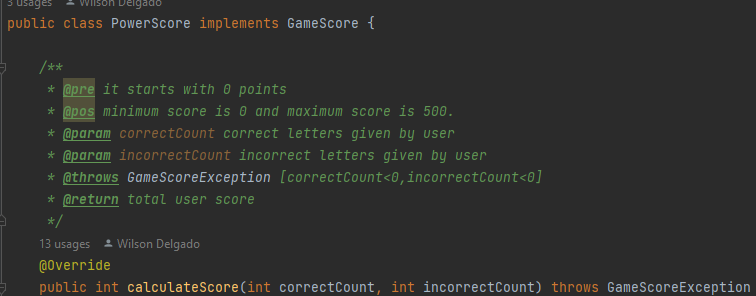 3 usages Wilson Delgado
public class PowerScore implements GameScore {
/**
* @pre it starts with 0 points
* @pos minimum score is 0 and maximum score is 500.
* @param correctCount correct letters given by user
* @param incorrectCount incorrect letters given by user
* @throws GameScoreException [correctCount<0,incorrectCount<0]
* @return total user score
*/
13 usages Wilson Delgado
@Override
public int calculateScore(int correctCount, int incorrectCount) throws GameScoreException